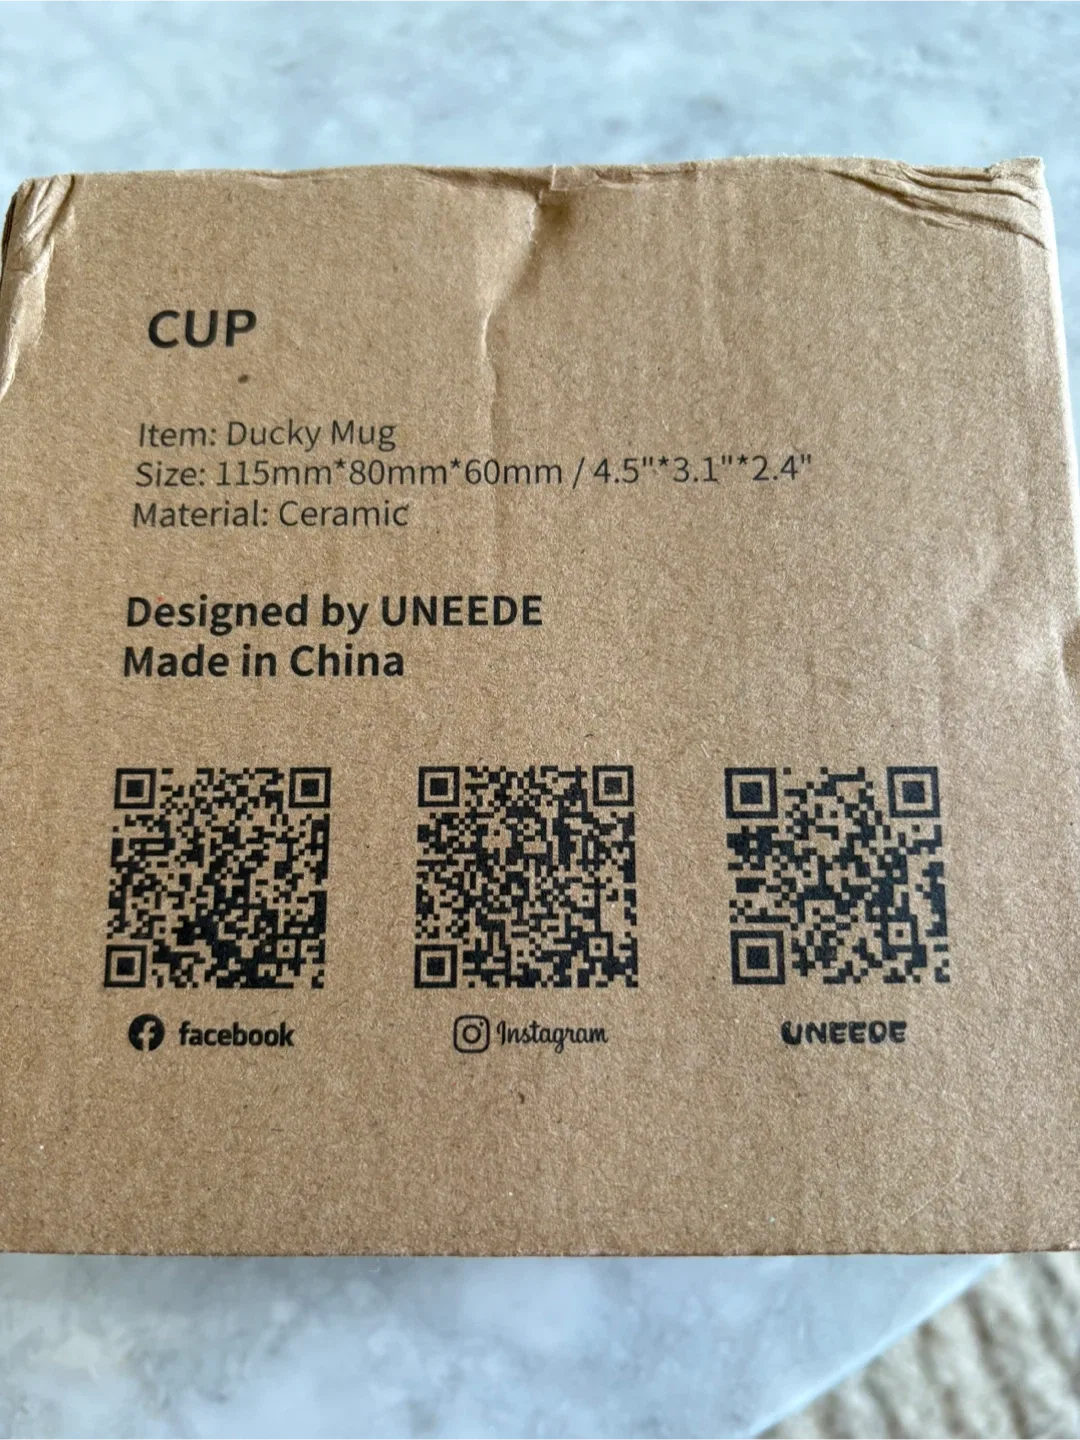 CUP
Item: Ducky Mug
Size: 115mm*80mm*60mm / 4.5"*3.1"*2.4"
Material: Ceramic
Designed by UNEEDE
Made in China
facebook
Instagram
UNEEDE